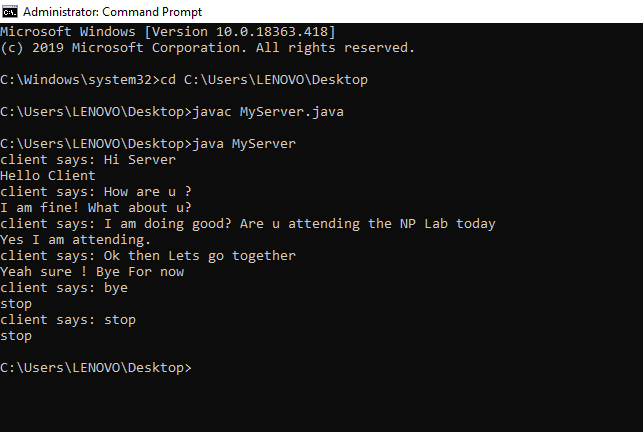 Administrator: Command Prompt
Microsoft Windows [Version 10.0.18363.418]
(c) 2019 Microsoft Corporation. All rights reserved.
C:\Windows\system32>cd C:\Users\LENOVO\Desktop
C:\Users\LENOVO\Desktop>javac MyServer.java
C:\Users\LENOVO\Desktop>java MyServer
client says: Hi Server
Hello Client
client says: How are u ?
I am fine! What about u?
client says: I am doing good? Are u attending the NP Lab today
Yes I am attending.
client says: Ok then Lets go together
Yeah sure ! Bye For now
client says: bye
stop
client says: stop
stop
C:\Users\LENOVO\Desktop>